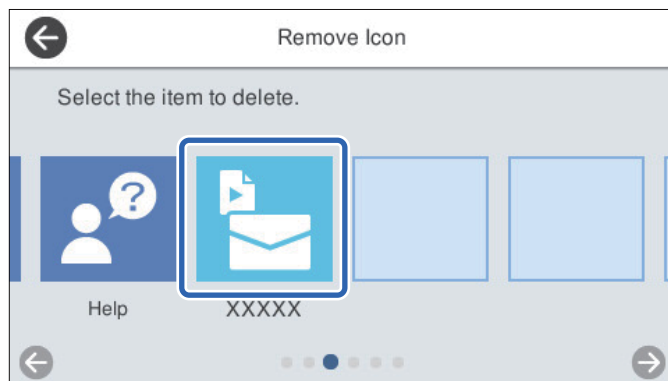 Remove Icon
Select the item to delete.
?
Help
XXXXX